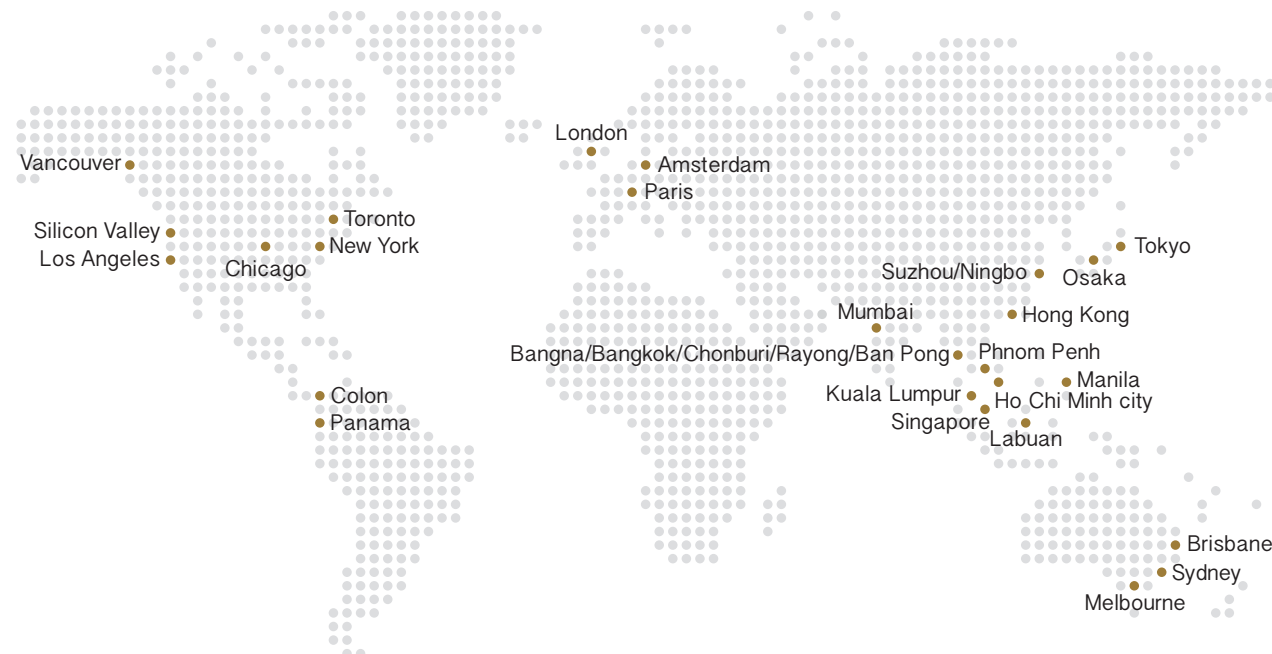 London
Vancouver
Amsterdam
Paris
Toronto
Silicon Valley
New York
Tokyo
Los Angeles
Chicago
Suzhou/Ningbo
Osaka
Mumbai
Hong Kong
Bangna/Bangkok/Chonburi/Rayong/Ban Pong
Phnom Penh
Manila
Colon
Kuala Lumpur
Ho Chi Minh city
Panama
Singapore
Labuan
Brisbane
Sydney
Melbourne